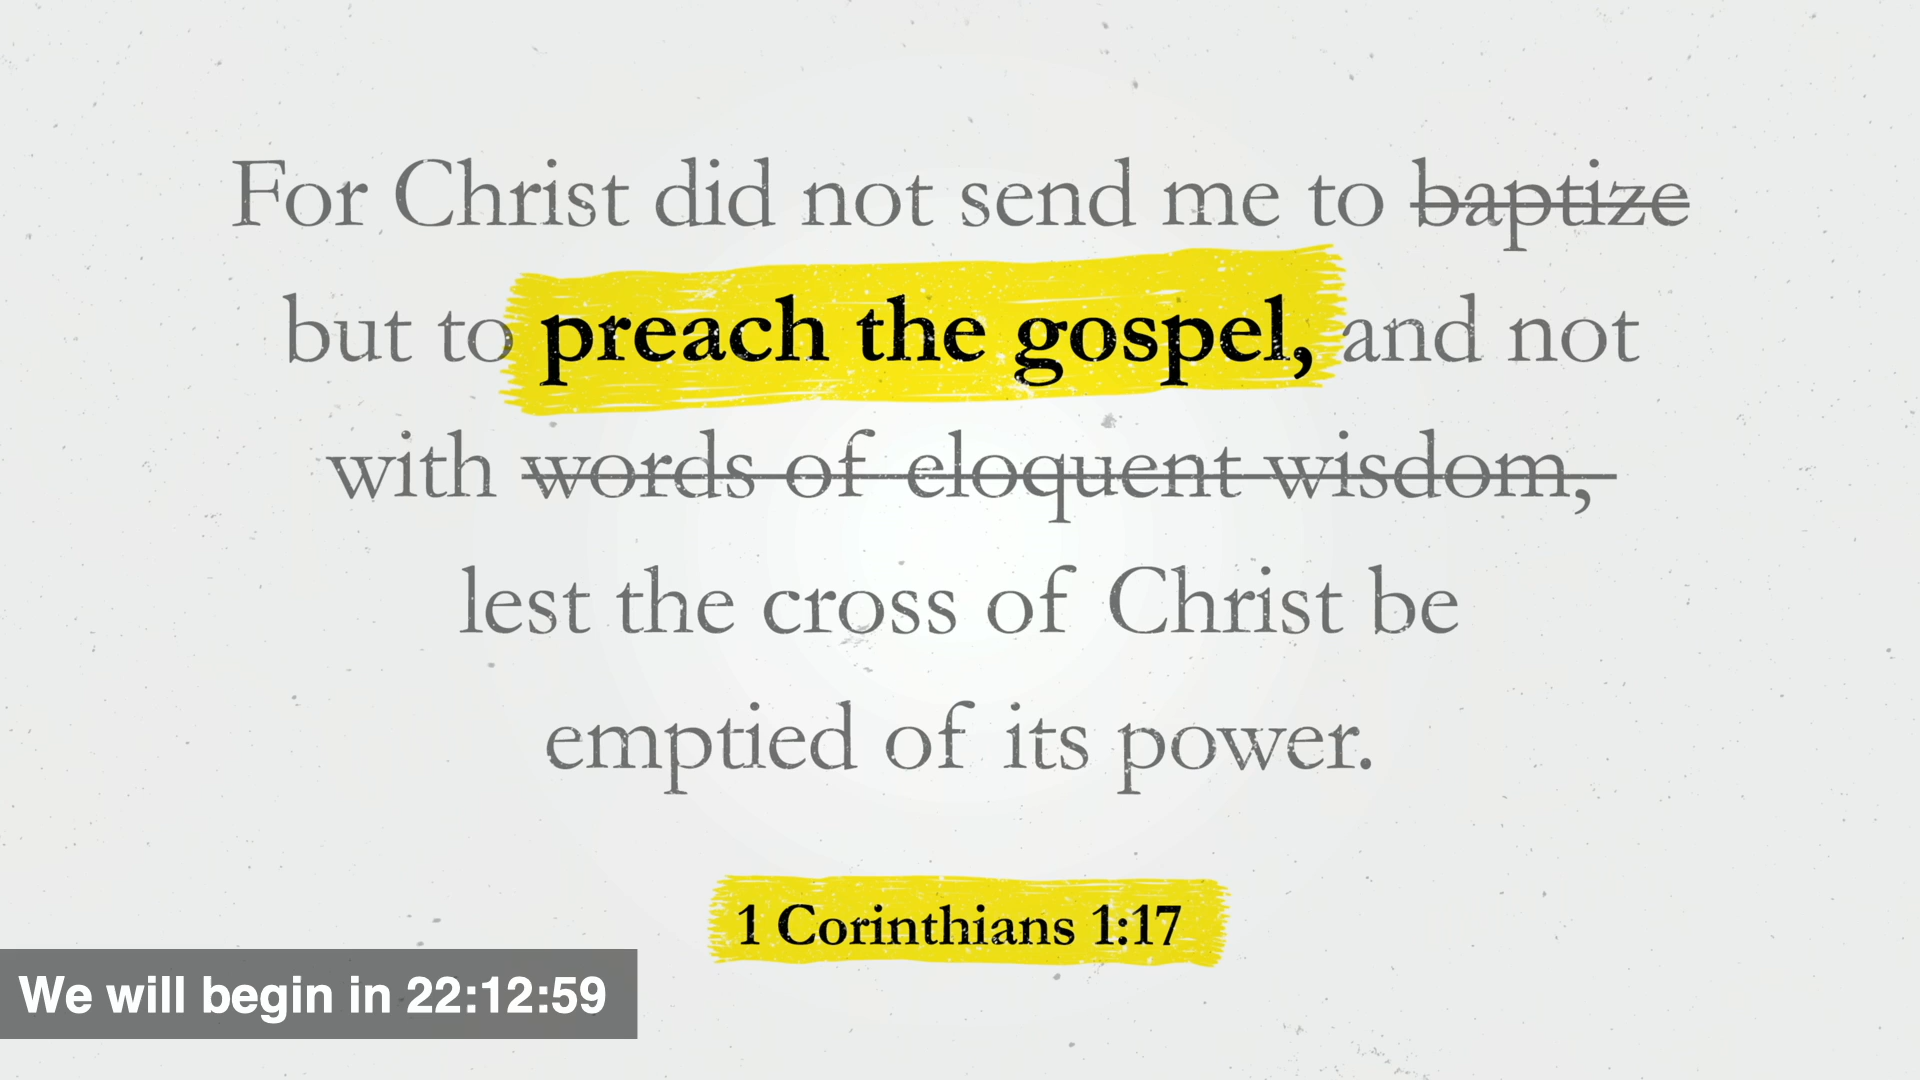 For Christ did not send me to baptize
but to preach the gospel, and not
with words of eloquent wisdom,
lest the cross of Christ be
emptied of its power.
1 Corinthians 1:17
We will begin in 22:12:59